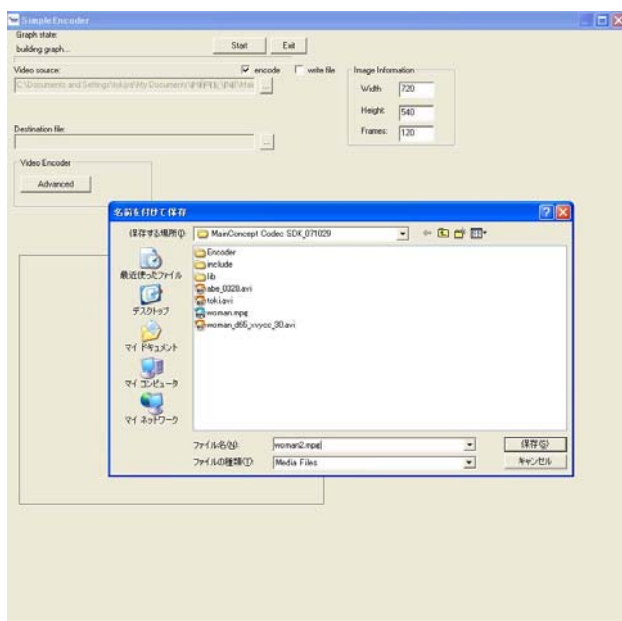 SimpleEncoder
Graph state:
building graph...
Start
Exit
Video source:
encode
write file
C:\Documents and Settings
My Documents
...
Image Information
Width:
720
Height:
540
Frames:
120
Destination file:
...
Video Encoder
Advanced
名前を付けて保存
保存する場所(I):
MainConcept Codec SDK_071029
最近使ったファイル
デスクトップ
マイ ドキュメント
マイ コンピュータ
マイ ネットワーク
Encoder
include
lib
abe_0328.avi
toki.avi
woman.mpg
woman_d65_xvycc_30.avi
ファイル名(N):
woman2.mpg
保存(S)
ファイルの種類(T):
Media Files
キャンセル